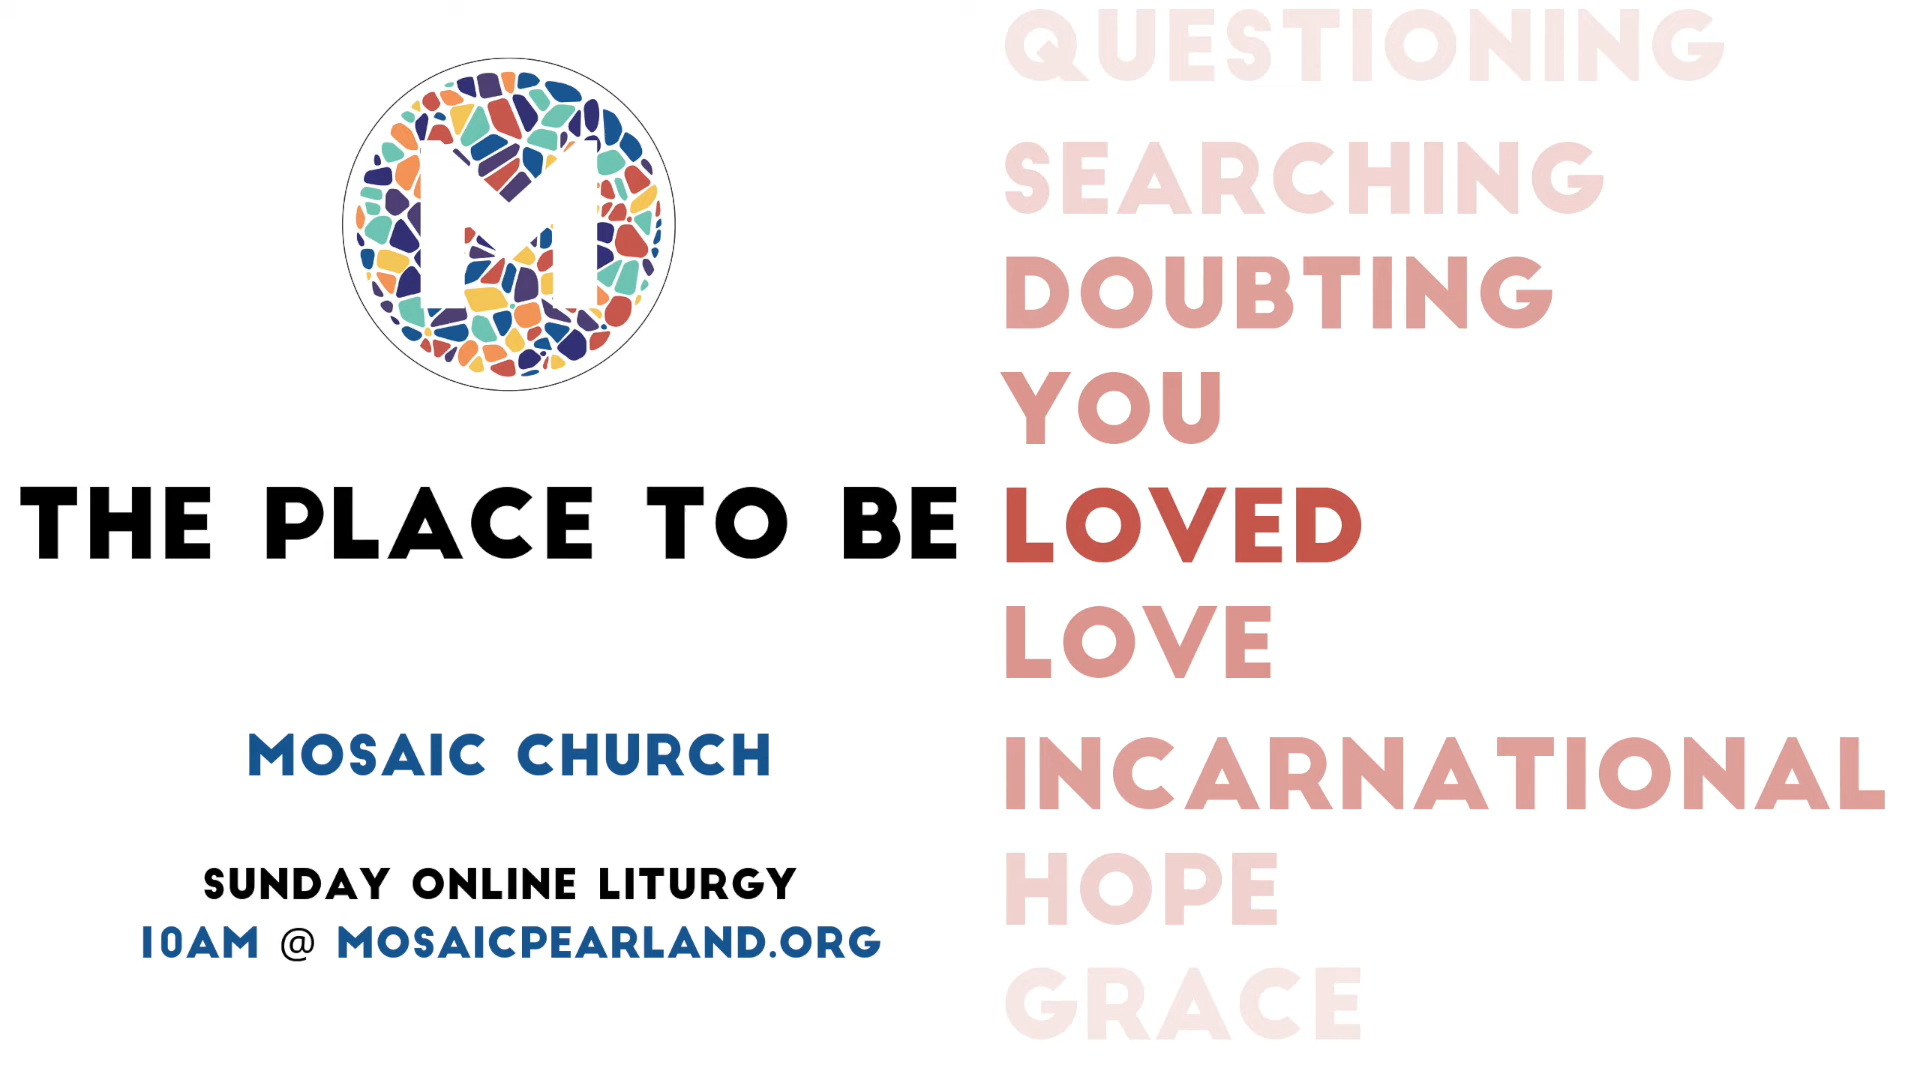 M
THE PLACE TO BE
MOSAIC CHURCH
SUNDAY ONLINE LITURGY
10AM @ MOSAICPEARLAND.ORG
QUESTIONING
SEARCHING
DOUBTING
YOU
LOVED
LOVE
INCARNATIONAL
HOPE
GRACE